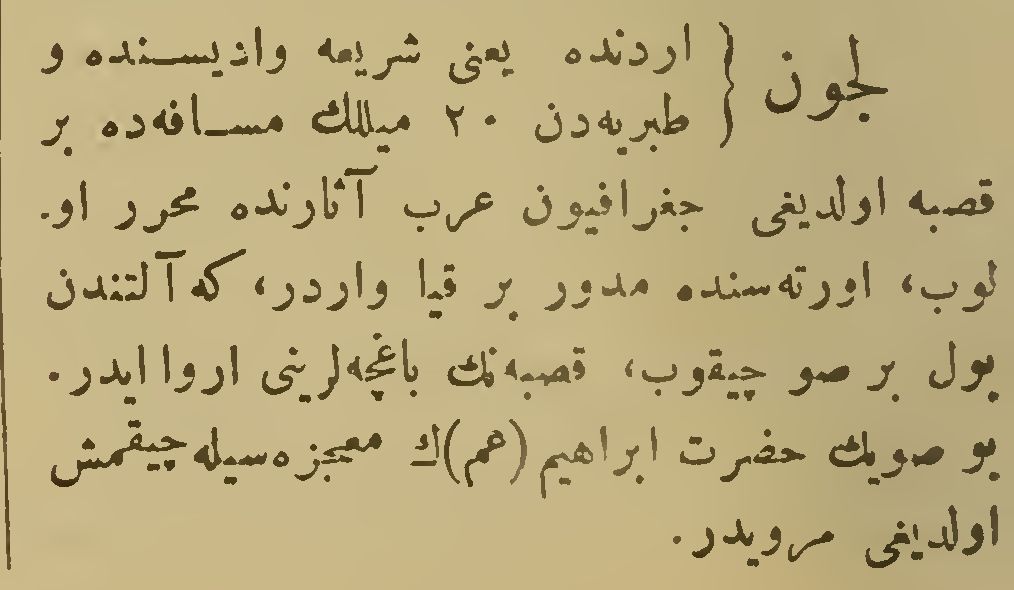 لجون { اردنده یعنی شریعه وادیسنده و
طبریه‌دن ۲۰ میللك مسافه‌ده بر
قصبه اولدیغی جغرافیون عرب آثارنده محرر او-
لوب، اورته‌سنده مدور بر قیا واردر، كه آلتندن
بول بر صو چیقوب، قصبه‌نك باغچه‌لرینی اروا ایدر.
بو صویك حضرت ابراهیم (عم)ك معجزه‌سیله چیقمش
اولدیغی مرویدر.